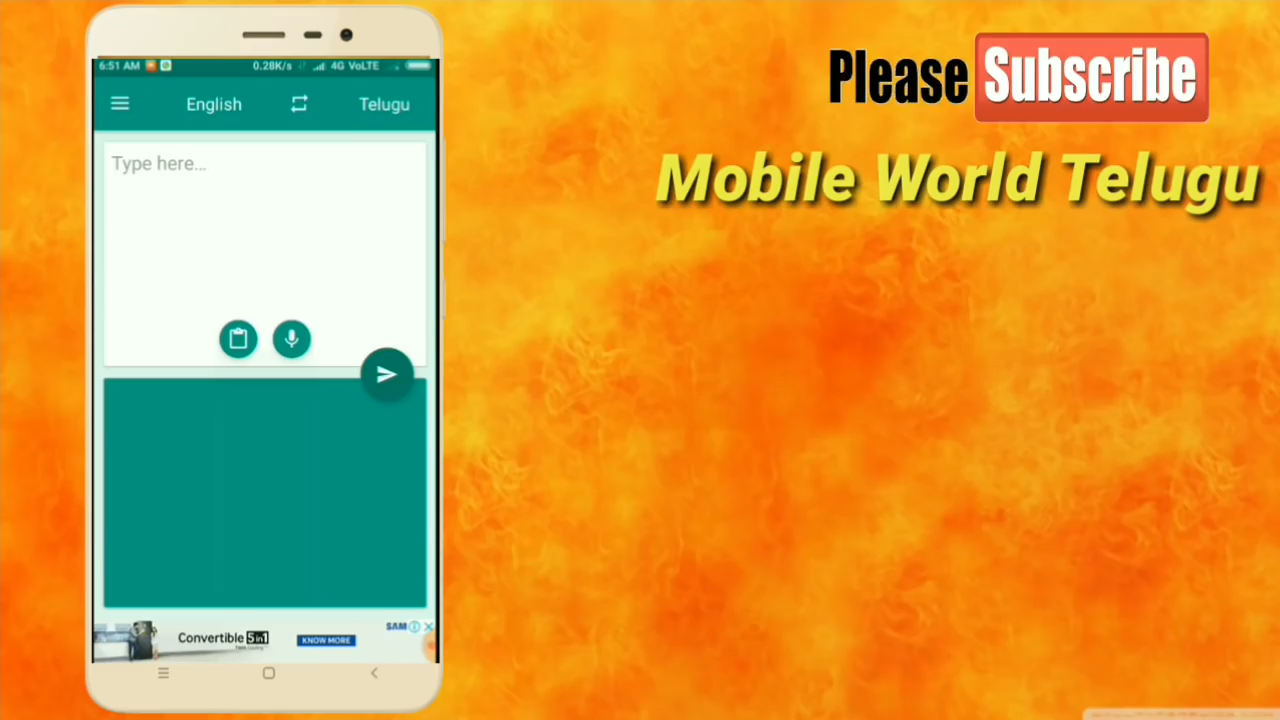 6:51 AM 0.28K/s 4G VoLTE
English Telugu
Type here...
Convertible 5in1
KNOW MORE
Please Subscribe
Mobile World Telugu